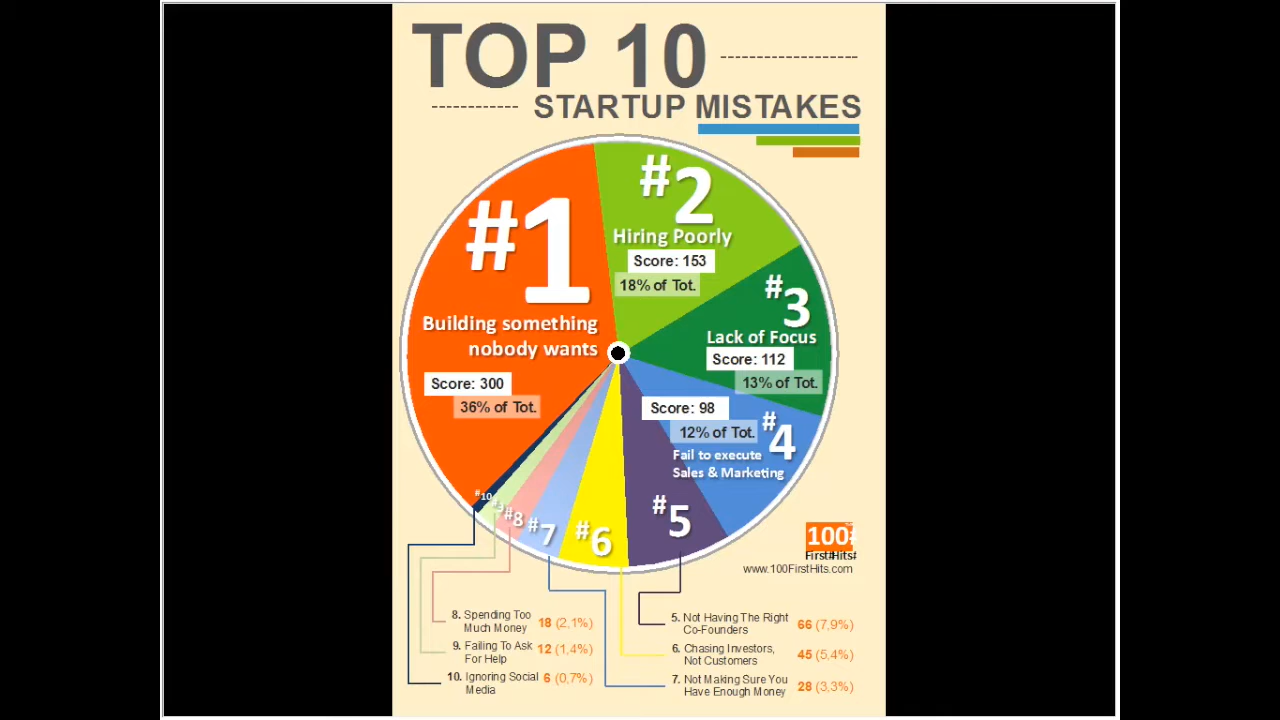 TOP 10
STARTUP MISTAKES
#1
Building something
nobody wants
Score: 300
36% of Tot.
#2
Hiring Poorly
Score: 153
18% of Tot.
#3
Lack of Focus
Score: 112
13% of Tot.
Score: 98
12% of Tot.
#4
Fail to execute
Sales & Marketing
#5
#6
#7
#8
#10
100#
First#Hits#
www.100FirstHits.com
8. Spending Too
Much Money
18 (2,1%)
9. Failing To Ask
For Help
12 (1,4%)
10. Ignoring Social
Media
6 (0,7%)
5. Not Having The Right
Co-Founders
66 (7,9%)
6. Chasing Investors,
Not Customers
45 (5,4%)
7. Not Making Sure You
Have Enough Money
28 (3,3%)